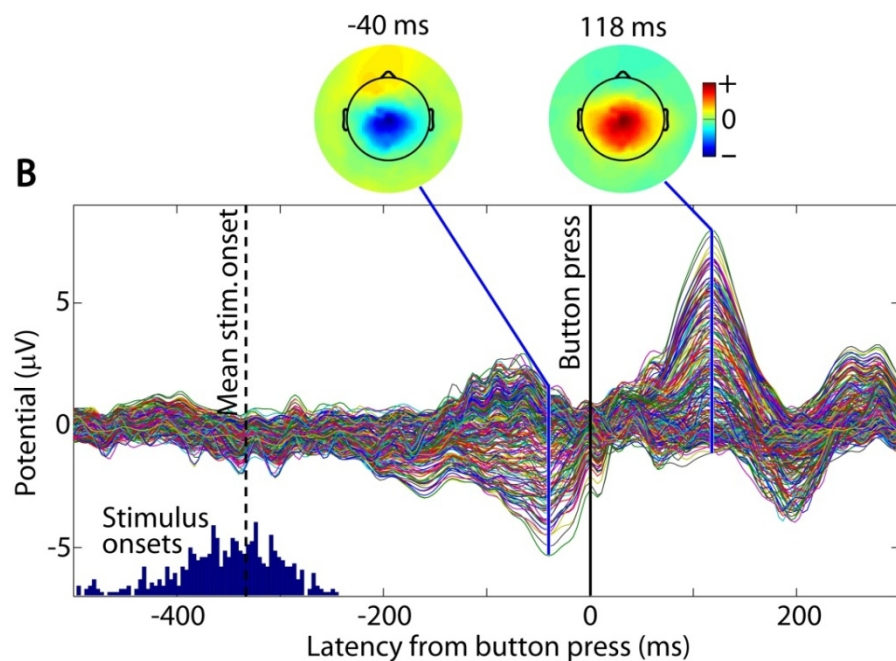 -40 ms
118 ms
+
0
−
B
Mean stim. onset
Button press
Potential (μV)
5
0
-5
Stimulus
onsets
-400
-200
0
200
Latency from button press (ms)